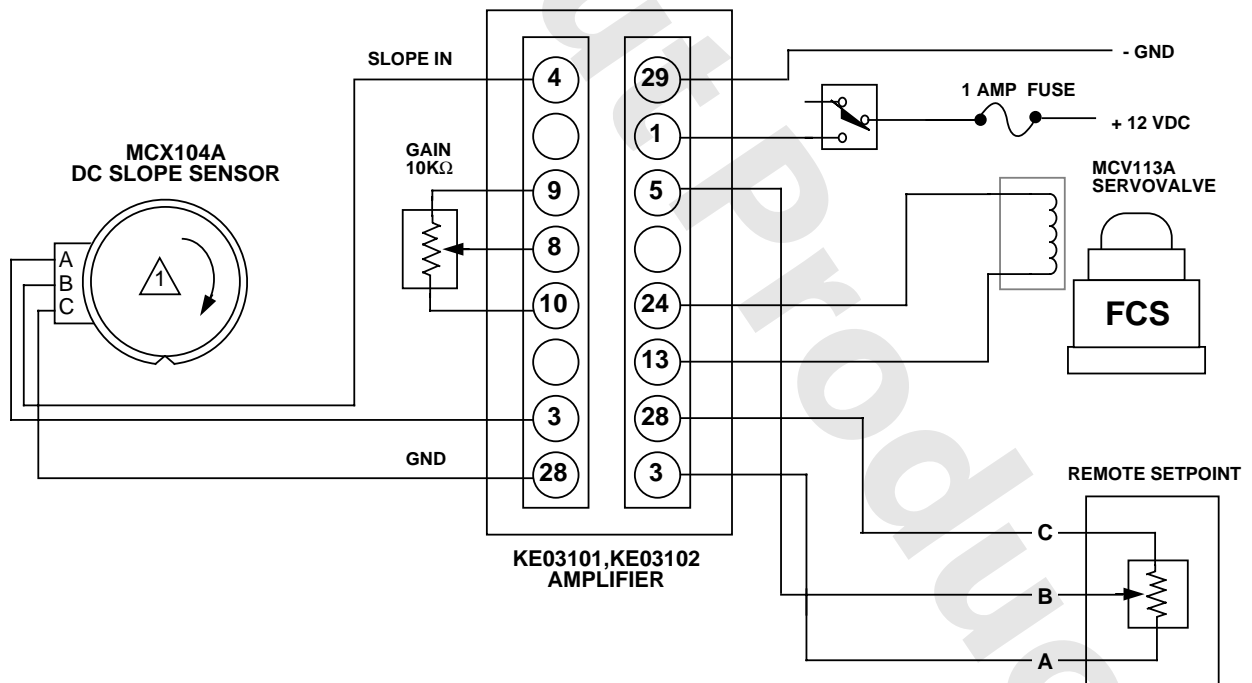 SLOPE IN
4
29
- GND
1 AMP FUSE
+ 12 VDC
1
MCX104A
DC SLOPE SENSOR
GAIN
10KΩ
9
5
MCV113A
SERVOVALVE
A
B
C
1
8
10
24
FCS
13
3
28
GND
28
3
REMOTE SETPOINT
C
B
A
KE03101,KE03102
AMPLIFIER